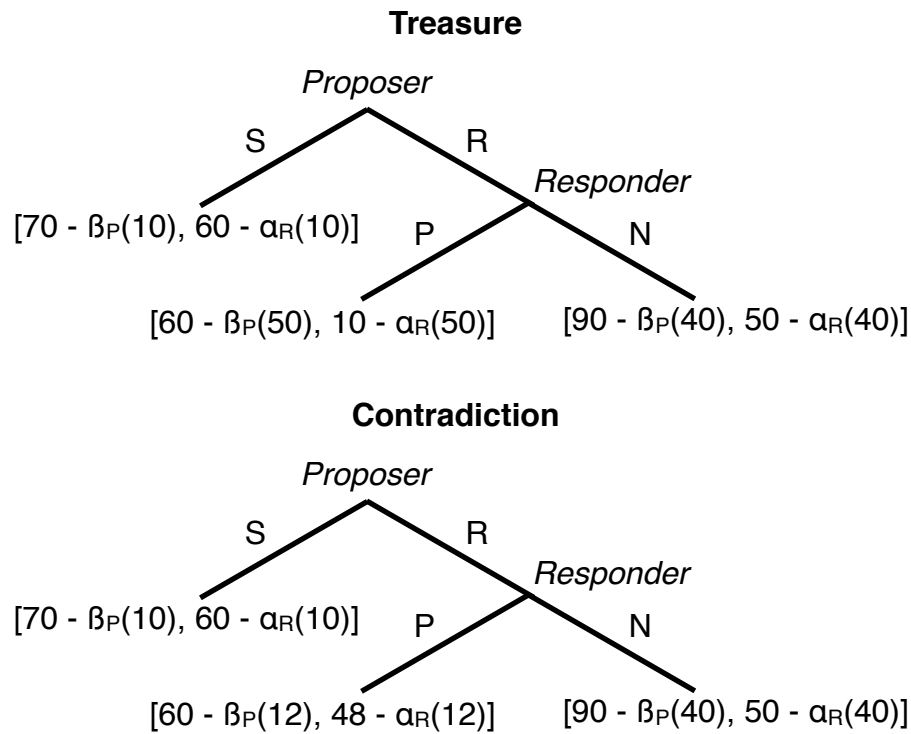 Treasure
Proposer
S R
Responder
[70 - ßP(10), 60 - αR(10)] P N
[60 - ßP(50), 10 - αR(50)] [90 - ßP(40), 50 - αR(40)]
Contradiction
Proposer
S R
Responder
[70 - ßP(10), 60 - αR(10)] P N
[60 - ßP(12), 48 - αR(12)] [90 - ßP(40), 50 - αR(40)]